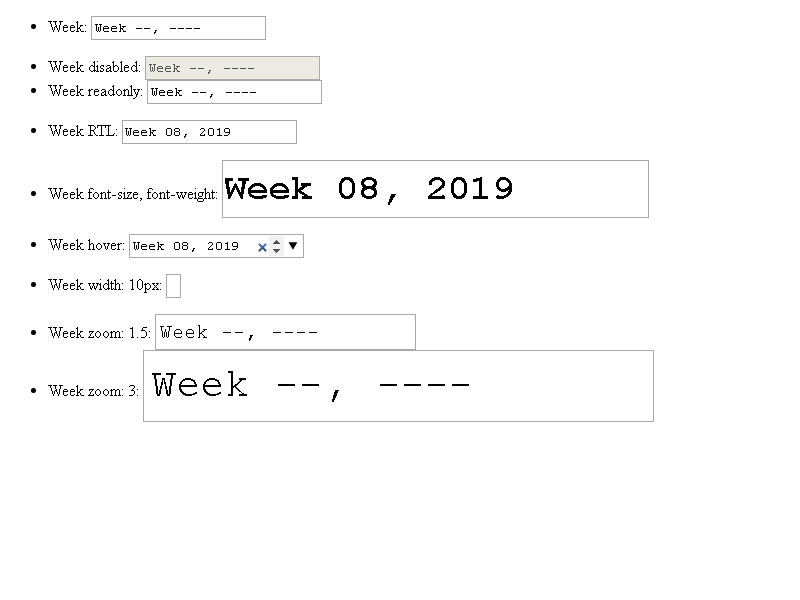 Week: Week --, ----
Week disabled: Week --, ----
Week readonly: Week --, ----
Week RTL: Week 08, 2019
Week font-size, font-weight: Week 08, 2019
Week hover: Week 08, 2019
Week width: 10px:
Week zoom: 1.5: Week --, ----
Week zoom: 3: Week --, ----